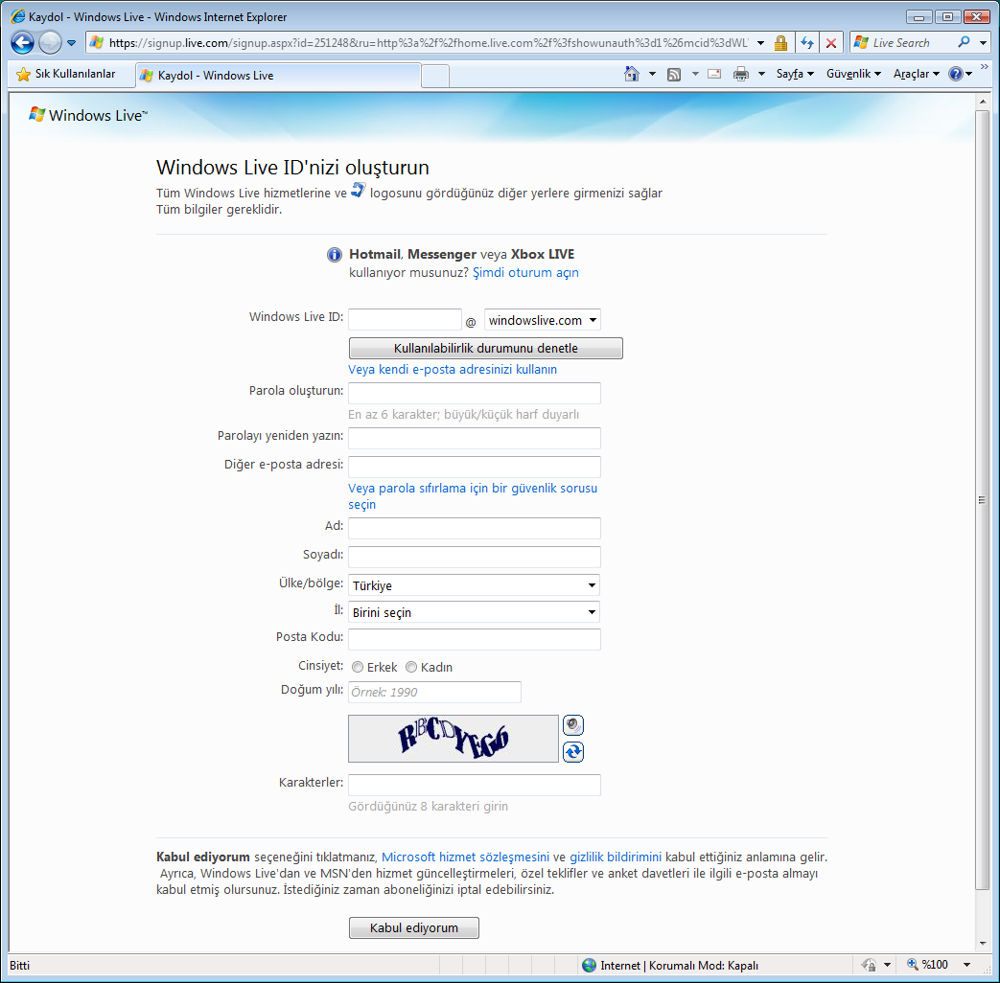 Kaydol - Windows Live - Windows Internet Explorer
https://signup.live.com/signup.aspx?id=251248&ru=http%3a%2f%2fhome.live.com%2f%3fshowunauth%3d1%26mcid%3dWL
Live Search
Sık Kullanılanlar
Kaydol - Windows Live
Sayfa
Güvenlik
Araçlar
Windows Live™
Windows Live ID'nizi oluşturun
Tüm Windows Live hizmetlerine ve logosunu gördüğünüz diğer yerlere girmenizi sağlar
Tüm bilgiler gereklidir.
Hotmail, Messenger veya Xbox LIVE
kullanıyor musunuz? Şimdi oturum açın
Windows Live ID: @ windowslive.com
Kullanılabilirlik durumunu denetle
Veya kendi e-posta adresinizi kullanın
Parola oluşturun:
En az 6 karakter; büyük/küçük harf duyarlı
Parolayı yeniden yazın:
Diğer e-posta adresi:
Veya parola sıfırlama için bir güvenlik sorusu
seçin
Ad:
Soyadı:
Ülke/bölge: Türkiye
İl: Birini seçin
Posta Kodu:
Cinsiyet: Erkek Kadın
Doğum yılı: Örnek: 1990
RBCDYEG6
Karakterler:
Gördüğünüz 8 karakteri girin
Kabul ediyorum seçeneğini tıklatmanız, Microsoft hizmet sözleşmesini ve gizlilik bildirimini kabul ettiğiniz anlamına gelir.
Ayrıca, Windows Live'dan ve MSN'den hizmet güncelleştirmeleri, özel teklifler ve anket davetleri ile ilgili e-posta almayı
kabul etmiş olursunuz. İstediğiniz zaman aboneliğinizi iptal edebilirsiniz.
Kabul ediyorum
Bitti
Internet | Korumalı Mod: Kapalı
%100